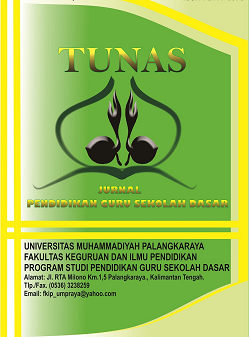 TUNAS
JURNAL
PENDIDIKAN GURU SEKOLAH DASAR
UNIVERSITAS MUHAMMADIYAH PALANGKARAYA
FAKULTAS KEGURUAN DAN ILMU PENDIDIKAN
PROGRAM STUDI PENDIDIKAN GURU SEKOLAH DASAR
Alamat: Jl. RTA Milono Km.1,5 Palangkaraya., Kalimantan Tengah.
Tlp./Fax. (0536) 3238259
Email: fkip_umpraya@yahoo.com